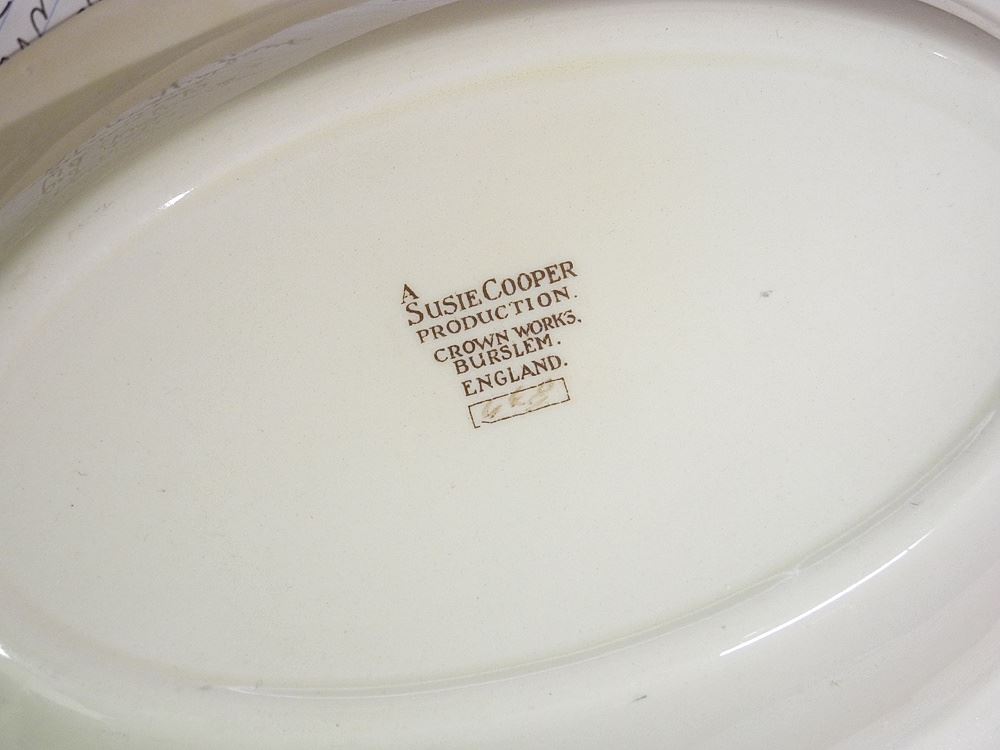 A
SUSIE COOPER
PRODUCTION.
CROWN WORKS,
BURSLEM.
ENGLAND.